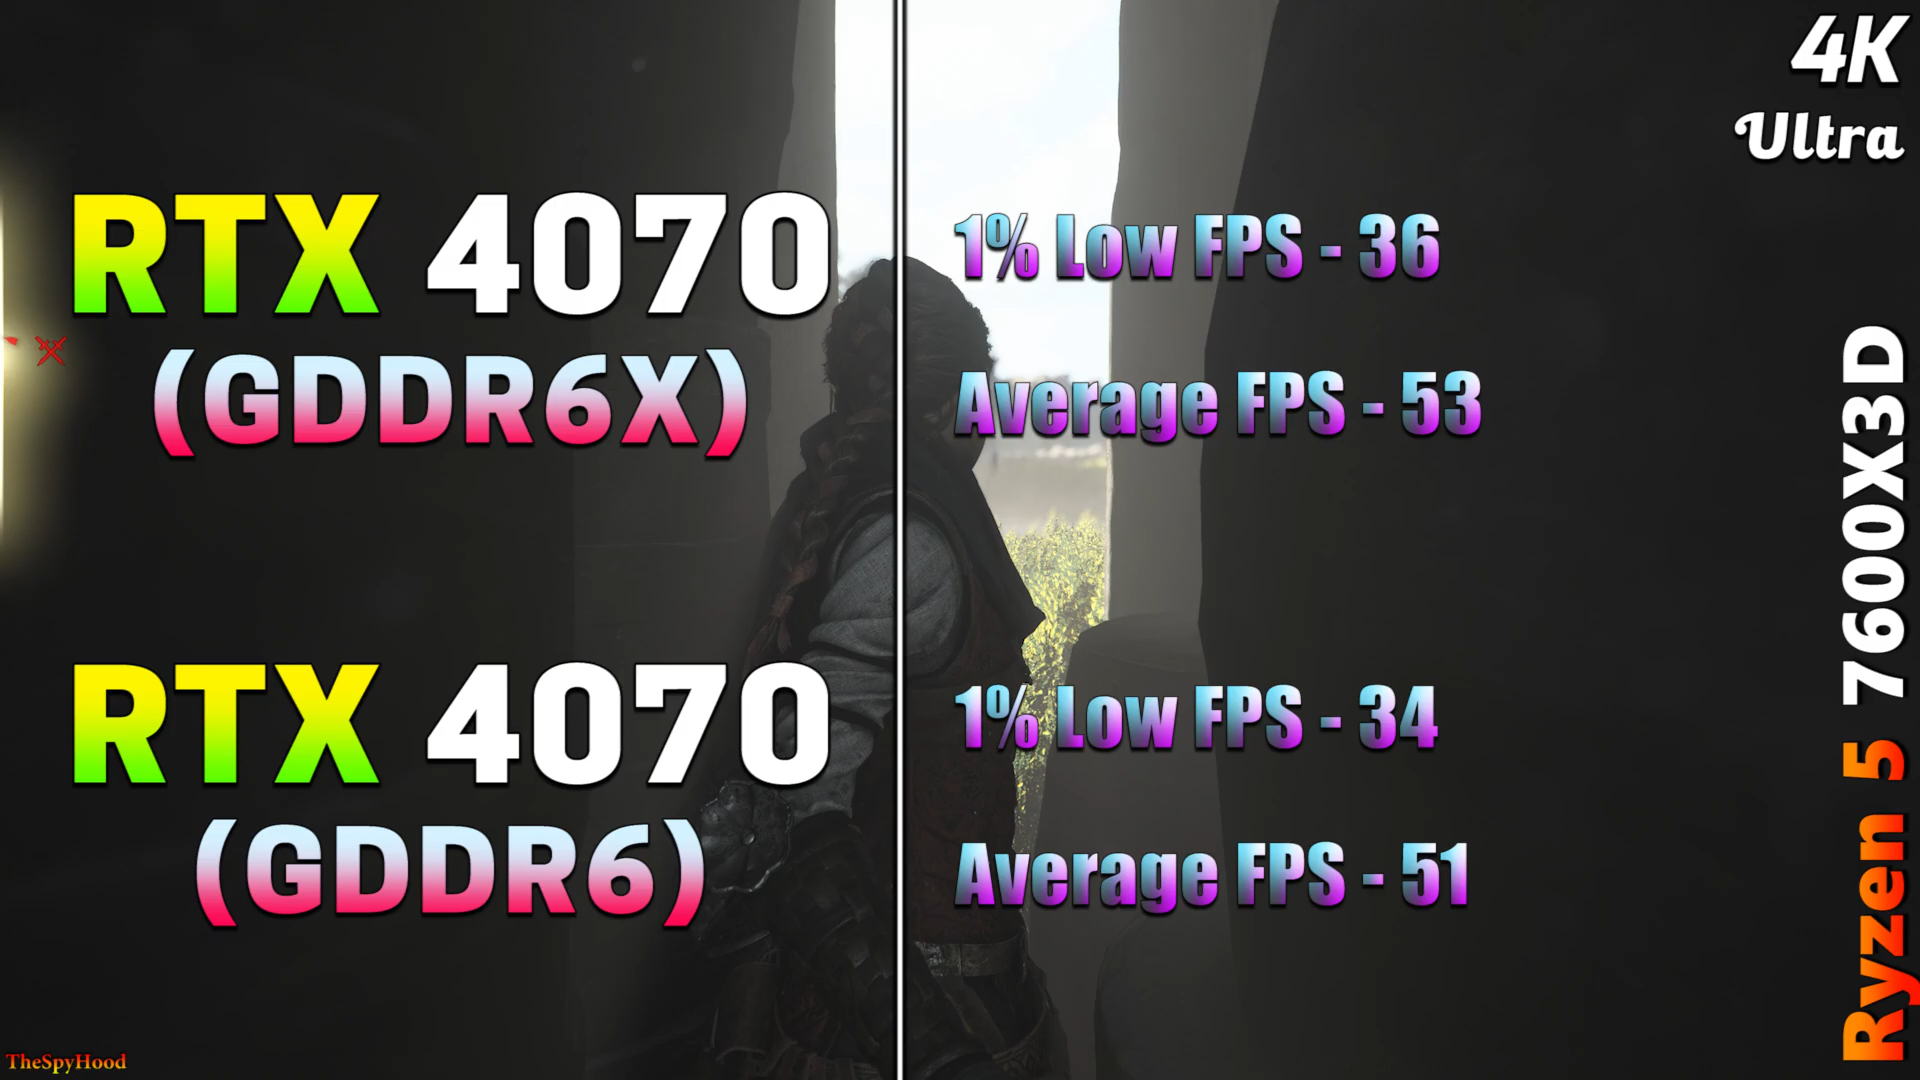 4K
Ultra
RTX 4070
(GDDR6X)
1% Low FPS - 36
Average FPS - 53
RTX 4070
(GDDR6)
1% Low FPS - 34
Average FPS - 51
Ryzen 5 7600X3D
TheSpyHood